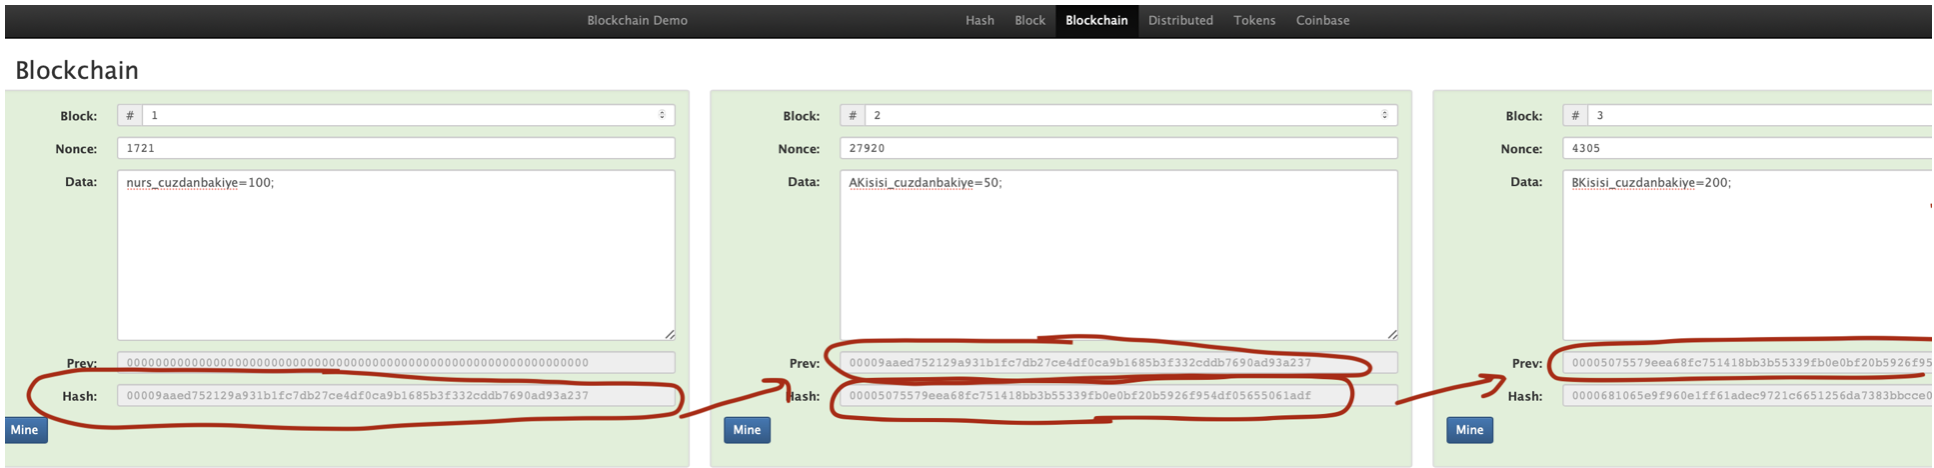 Blockchain Demo Hash Block Blockchain Distributed Tokens Coinbase
Blockchain
Block: # 1
Nonce: 1721
Data: nurs_cuzdanbakiye=100;
Prev: 0000000000000000000000000000000000000000000000000000000000000000
Hash: 00009aaed752129a931b1fc7db27ce4df0ca9b1685b3f332cddb7690ad93a237
Mine
Block: # 2
Nonce: 27920
Data: AKisisi_cuzdanbakiye=50;
Prev: 00009aaed752129a931b1fc7db27ce4df0ca9b1685b3f332cddb7690ad93a237
Hash: 00005075579eea68fc751418bb3b55339fb0e0bf20b5926f954df05655061adf
Mine
Block: # 3
Nonce: 4305
Data: BKisisi_cuzdanbakiye=200;
Prev: 00005075579eea68fc751418bb3b55339fb0e0bf20b5926f95
Hash: 0000681065e9f960e1ff61adec9721c6651256da7383bbcce0
Mine